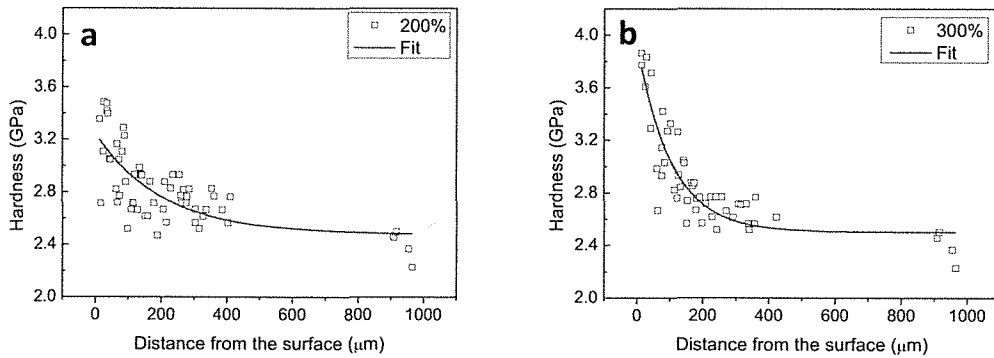 a
200%
Fit
4.0
3.6
3.2
2.8
2.4
2.0
Hardness (GPa)
0 200 400 600 800 1000
Distance from the surface (μm)
b
300%
Fit
4.0
3.6
3.2
2.8
2.4
2.0
Hardness (GPa)
0 200 400 600 800 1000
Distance from the surface (μm)